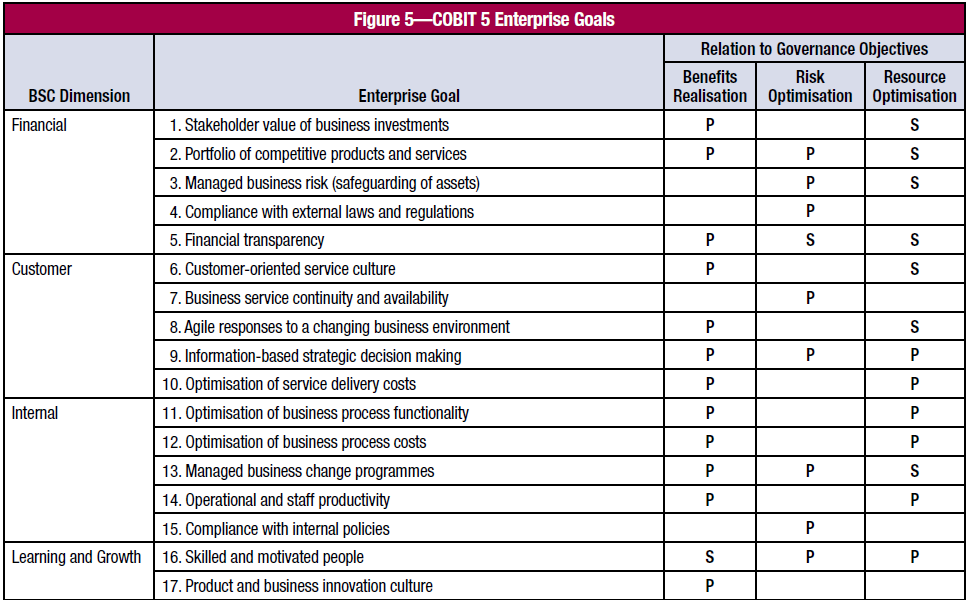 Figure 5—COBIT 5 Enterprise Goals
Relation to Governance Objectives
BSC Dimension Enterprise Goal Benefits Realisation Risk Optimisation Resource Optimisation
Financial 1. Stakeholder value of business investments P S
2. Portfolio of competitive products and services P P S
3. Managed business risk (safeguarding of assets) P S
4. Compliance with external laws and regulations P
5. Financial transparency P S S
Customer 6. Customer-oriented service culture P S
7. Business service continuity and availability P
8. Agile responses to a changing business environment P S
9. Information-based strategic decision making P P P
10. Optimisation of service delivery costs P P
Internal 11. Optimisation of business process functionality P P
12. Optimisation of business process costs P P
13. Managed business change programmes P P S
14. Operational and staff productivity P P
15. Compliance with internal policies P
Learning and Growth 16. Skilled and motivated people S P P
17. Product and business innovation culture P